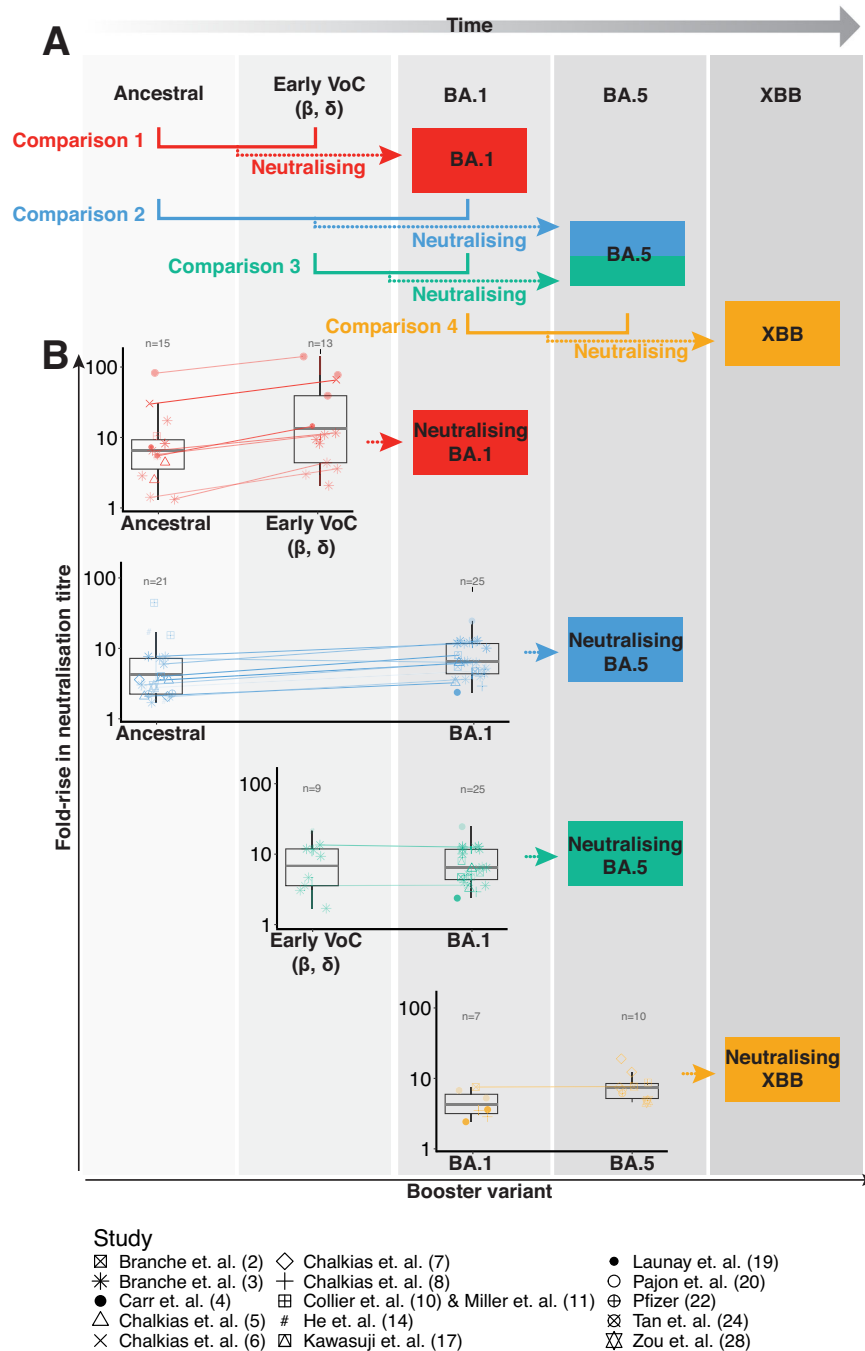 Time
A
Ancestral
Early VoC
(β, δ)
BA.1
BA.5
XBB
Comparison 1
Neutralising
BA.1
Comparison 2
Neutralising
BA.5
Comparison 3
Neutralising
Comparison 4
Neutralising
XBB
B
Fold-rise in neutralisation titre
n=15
n=13
100
10
1
Ancestral
Early VoC
(β, δ)
Neutralising
BA.1
n=21
n=25
100
10
1
Ancestral
BA.1
Neutralising
BA.5
n=9
n=25
100
10
1
Early VoC
(β, δ)
BA.1
Neutralising
BA.5
n=7
n=10
100
10
1
BA.1
BA.5
Neutralising
XBB
Booster variant
Study
Branche et. al. (2)
Branche et. al. (3)
Carr et. al. (4)
Chalkias et. al. (5)
Chalkias et. al. (6)
Chalkias et. al. (7)
Chalkias et. al. (8)
Collier et. al. (10) & Miller et. al. (11)
# He et. al. (14)
Kawasuji et. al. (17)
Launay et. al. (19)
Pajon et. al. (20)
Pfizer (22)
Tan et. al. (24)
Zou et. al. (28)